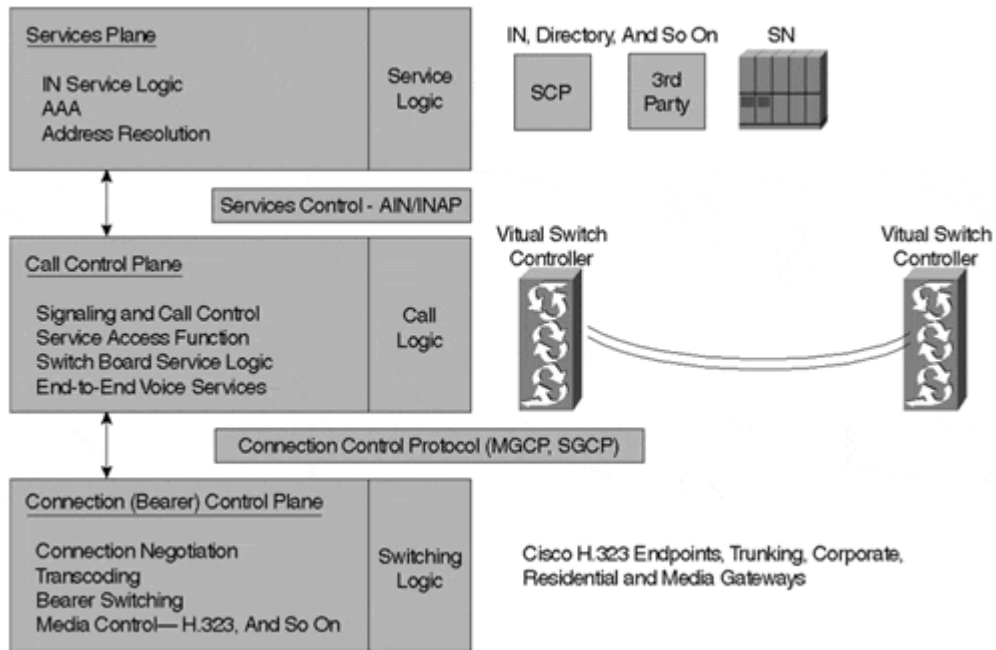 Services Plane
IN Service Logic
AAA
Address Resolution
Service
Logic
IN, Directory, And So On
SN
SCP
3rd
Party
Services Control - AIN/INAP
Call Control Plane
Signaling and Call Control
Service Access Function
Switch Board Service Logic
End-to-End Voice Services
Call
Logic
Vitual Switch
Controller
Vitual Switch
Controller
Connection Control Protocol (MGCP, SGCP)
Connection (Bearer) Control Plane
Connection Negotiation
Transcoding
Bearer Switching
Media Control— H.323, And So On
Switching
Logic
Cisco H.323 Endpoints, Trunking, Corporate,
Residential and Media Gateways